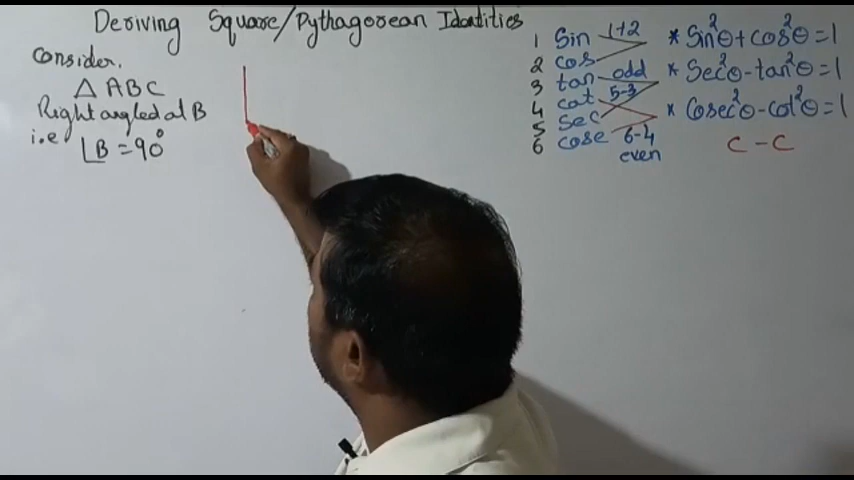 Deriving Square/Pythagorean Identities
Consider.
△ ABC
Right angled at B
i.e ∠B = 90°
1 Sin 1+2
2 cos
3 tan odd
4 cat 5-3
5 sec
6 cose 6-4
even
* Sin²θ + cos²θ = 1
* Sec²θ - tan²θ = 1
* Cosec²θ - cot²θ = 1
C - C